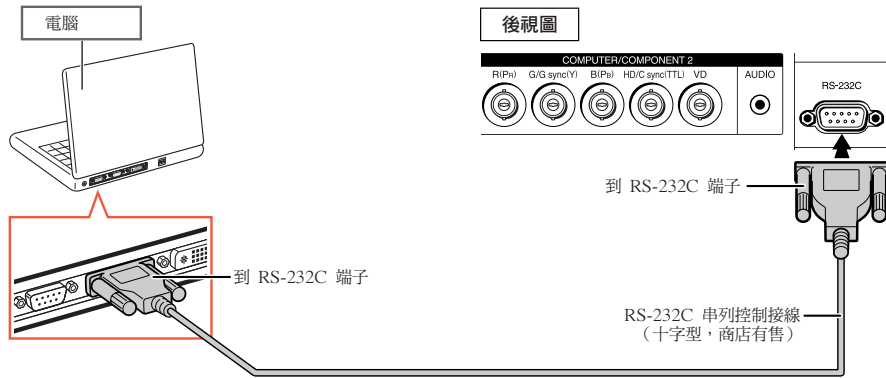 電腦
後視圖
COMPUTER/COMPONENT 2
R(PR) G/G sync(Y) B(PB) HD/C sync(TTL) VD
AUDIO
RS-232C
到 RS-232C 端子
到 RS-232C 端子
RS-232C 串列控制接線
（十字型，商店有售）